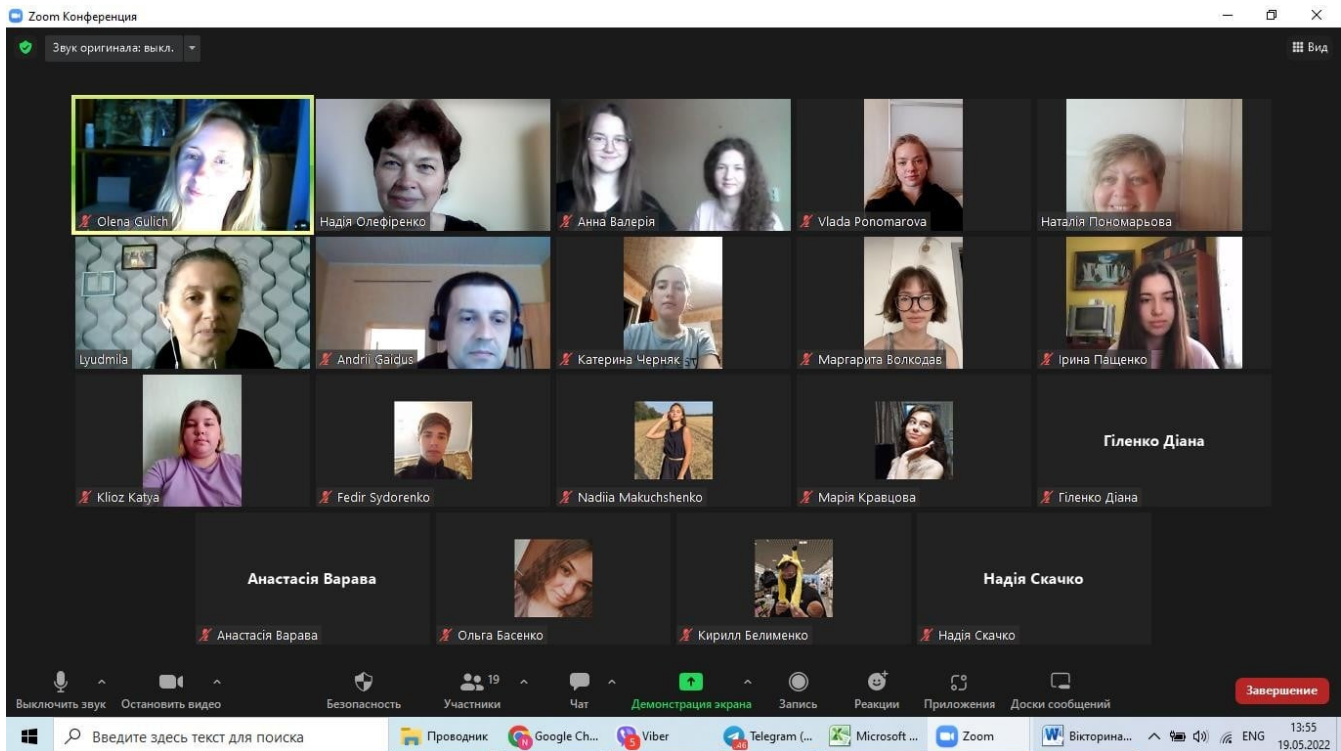 Zoom Конференция
Звук оригинала: выкл.
Вид
Olena Gulich
Надія Олефіренко
Анна Валерія
Vlada Ponomarova
Наталія Пономарьова
Lyudmila
Andrii Gaidus
Катерина Черняк
Маргарита Волкодав
Ірина Пащенко
Klioz Katya
Fedir Sydorenko
Nadiia Makuchshenko
Марія Кравцова
Гіленко Діана
Гіленко Діана
Анастасія Варава
Надія Скачко
Анастасія Варава
Ольга Басенко
Кирилл Белименко
Надія Скачко
19
Выключить звук
Остановить видео
Безопасность
Участники
Чат
Демонстрация экрана
Запись
Реакции
Приложения
Доски сообщений
Завершение
Введите здесь текст для поиска
Проводник
Google Ch...
Viber
Telegram (...
Microsoft ...
Zoom
Вікторина...
ENG
13:55
19.05.2022